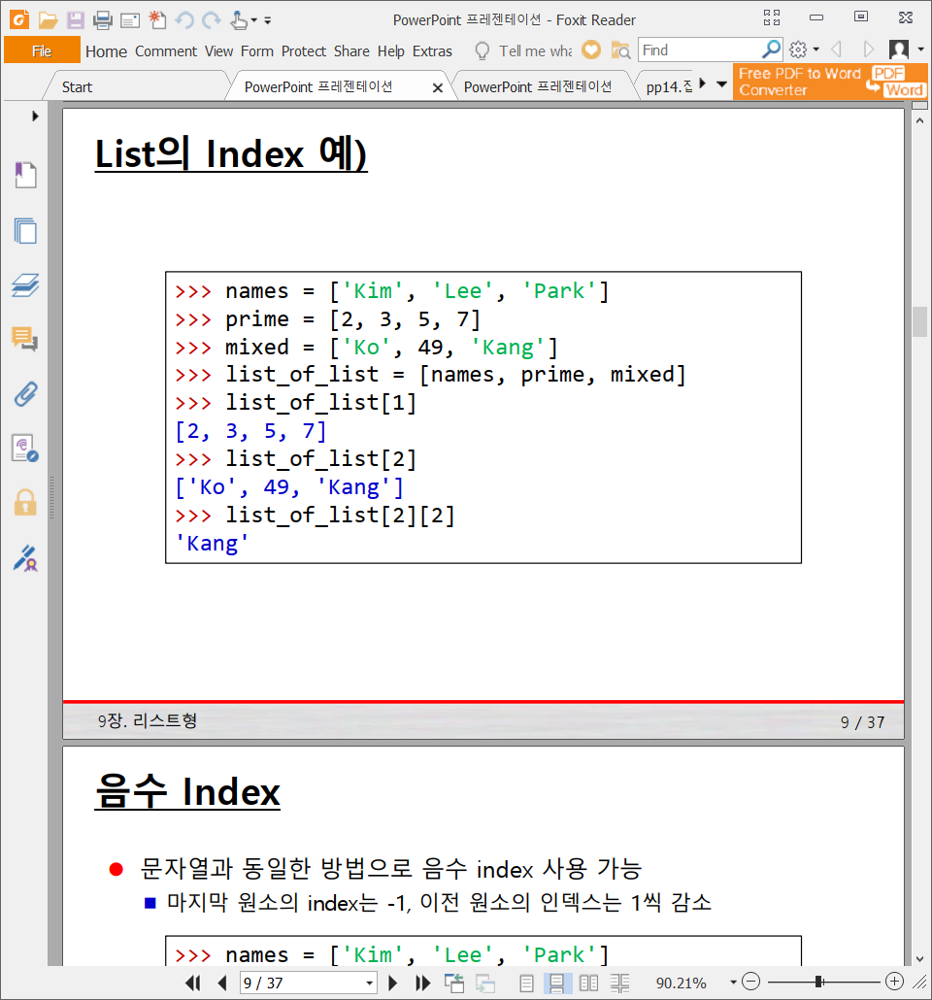 PowerPoint 프레젠테이션 - Foxit Reader
File Home Comment View Form Protect Share Help Extras Tell me wha Find
Start PowerPoint 프레젠테이션 PowerPoint 프레젠테이션
Free PDF to Word PDF
Converter Word
List의 Index 예)
>>> names = ['Kim', 'Lee', 'Park']
>>> prime = [2, 3, 5, 7]
>>> mixed = ['Ko', 49, 'Kang']
>>> list_of_list = [names, prime, mixed]
>>> list_of_list[1]
[2, 3, 5, 7]
>>> list_of_list[2]
['Ko', 49, 'Kang']
>>> list_of_list[2][2]
'Kang'
9장. 리스트형 9 / 37
음수 Index
문자열과 동일한 방법으로 음수 index 사용 가능
마지막 원소의 index는 -1, 이전 원소의 인덱스는 1씩 감소
>>> names = ['Kim', 'Lee', 'Park']
9 / 37 90.21%